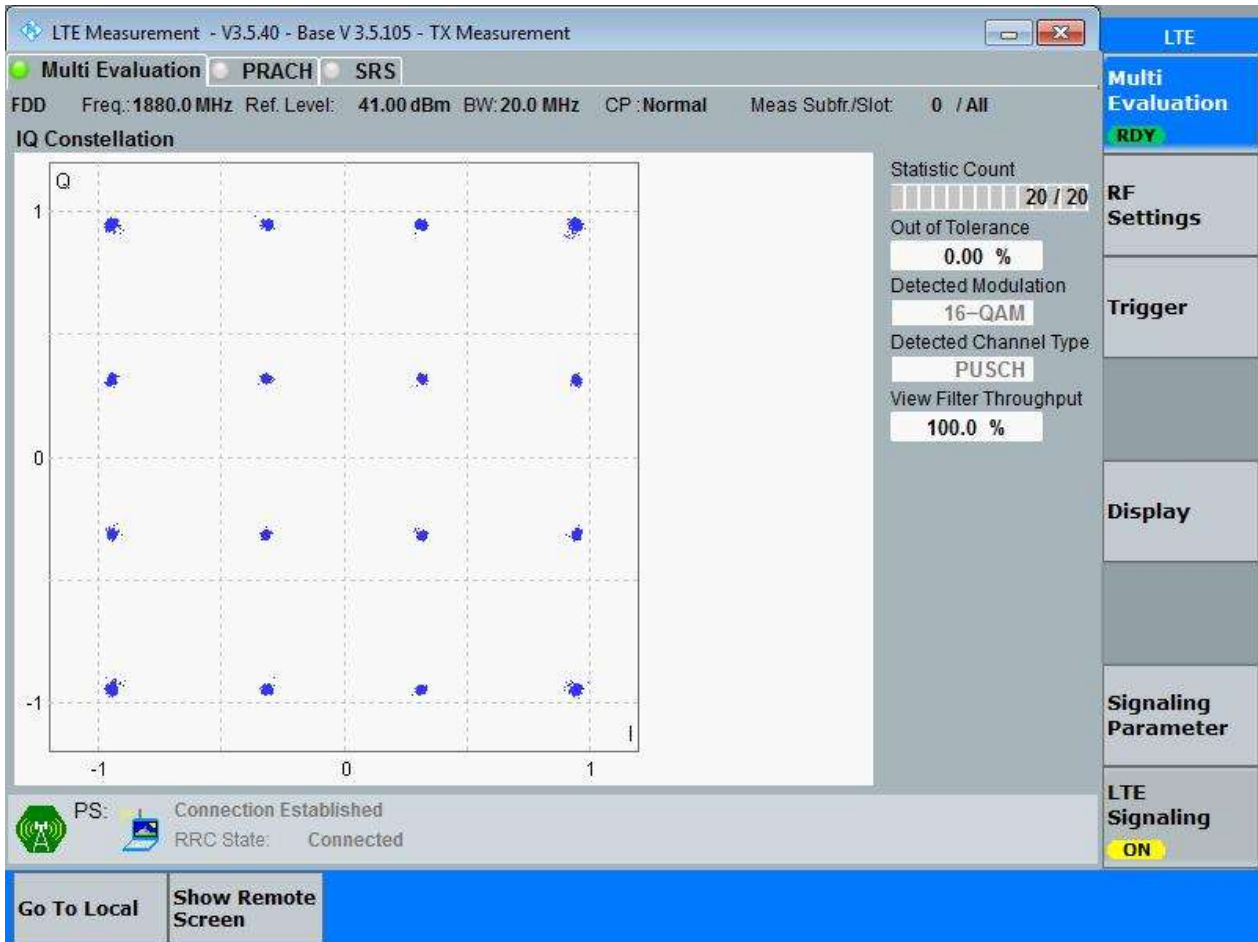 LTE Measurement - V3.5.40 - Base V 3.5.105 - TX Measurement
LTE
Multi Evaluation PRACH SRS
Multi
Evaluation
RDY
FDD Freq.: 1880.0 MHz Ref. Level: 41.00 dBm BW: 20.0 MHz CP : Normal Meas Subfr./Slot: 0 / All
IQ Constellation
Q
1
0
-1
I
-1 0 1
Statistic Count
20 / 20
Out of Tolerance
0.00 %
Detected Modulation
16-QAM
Detected Channel Type
PUSCH
View Filter Throughput
100.0 %
RF
Settings
Trigger
Display
Signaling
Parameter
LTE
Signaling
ON
PS: Connection Established
RRC State: Connected
Go To Local
Show Remote
Screen